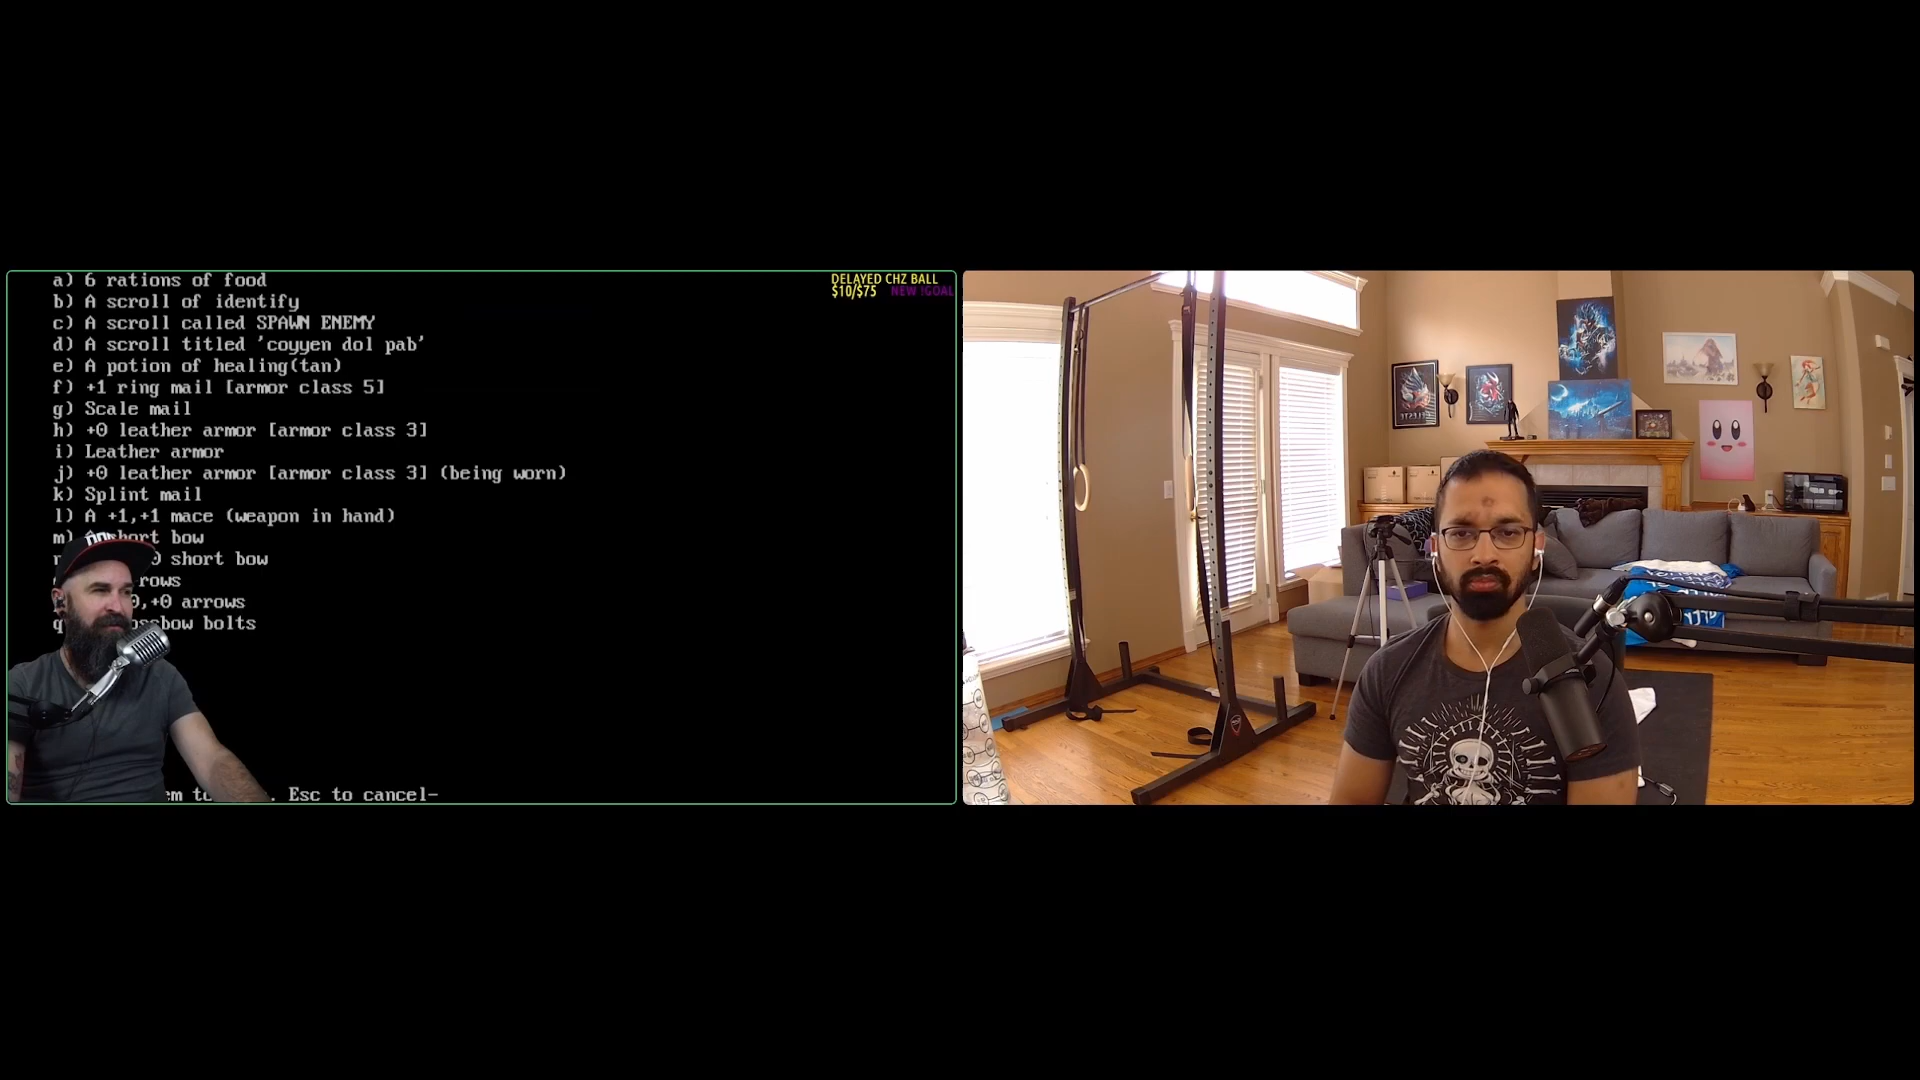 a) 6 rations of food
b) A scroll of identify
c) A scroll called SPAWN ENEMY
d) A scroll titled 'coyyen dol pab'
e) A potion of healing(tan)
f) +1 ring mail [armor class 5]
g) Scale mail
h) +0 leather armor [armor class 3]
i) Leather armor
j) +0 leather armor [armor class 3] (being worn)
k) Splint mail
l) A +1,+1 mace (weapon in hand)
m) A short bow
short bow
rows
,+0 arrows
q bow bolts
. Esc to cancel-
DELAYED CHZ BALL
$10/$75 NEW !GOAL